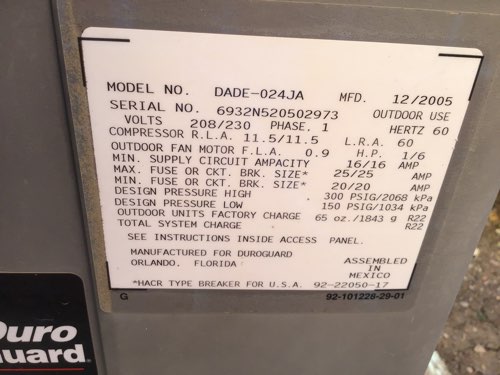 MODEL NO. DADE-024JA MFD. 12/2005
SERIAL NO. 6932N520502973 OUTDOOR USE
VOLTS 208/230 PHASE. 1 HERTZ 60
COMPRESSOR R.L.A. 11.5/11.5 L.R.A. 60
OUTDOOR FAN MOTOR F.L.A. 0.9 H.P. 1/6
MIN. SUPPLY CIRCUIT AMPACITY 16/16 AMP
MAX. FUSE OR CKT. BRK. SIZE* 25/25 AMP
MIN. FUSE OR CKT. BRK. SIZE* 20/20 AMP
DESIGN PRESSURE HIGH 300 PSIG/2068 kPa
DESIGN PRESSURE LOW 150 PSIG/1034 kPa
OUTDOOR UNITS FACTORY CHARGE 65 oz./1843 g R22
TOTAL SYSTEM CHARGE R22
SEE INSTRUCTIONS INSIDE ACCESS PANEL.
MANUFACTURED FOR DUROGUARD
ORLANDO, FLORIDA
ASSEMBLED
IN
MEXICO
*HACR TYPE BREAKER FOR U.S.A. 92-22050-17
G 92-101228-29-01
Duro
uard